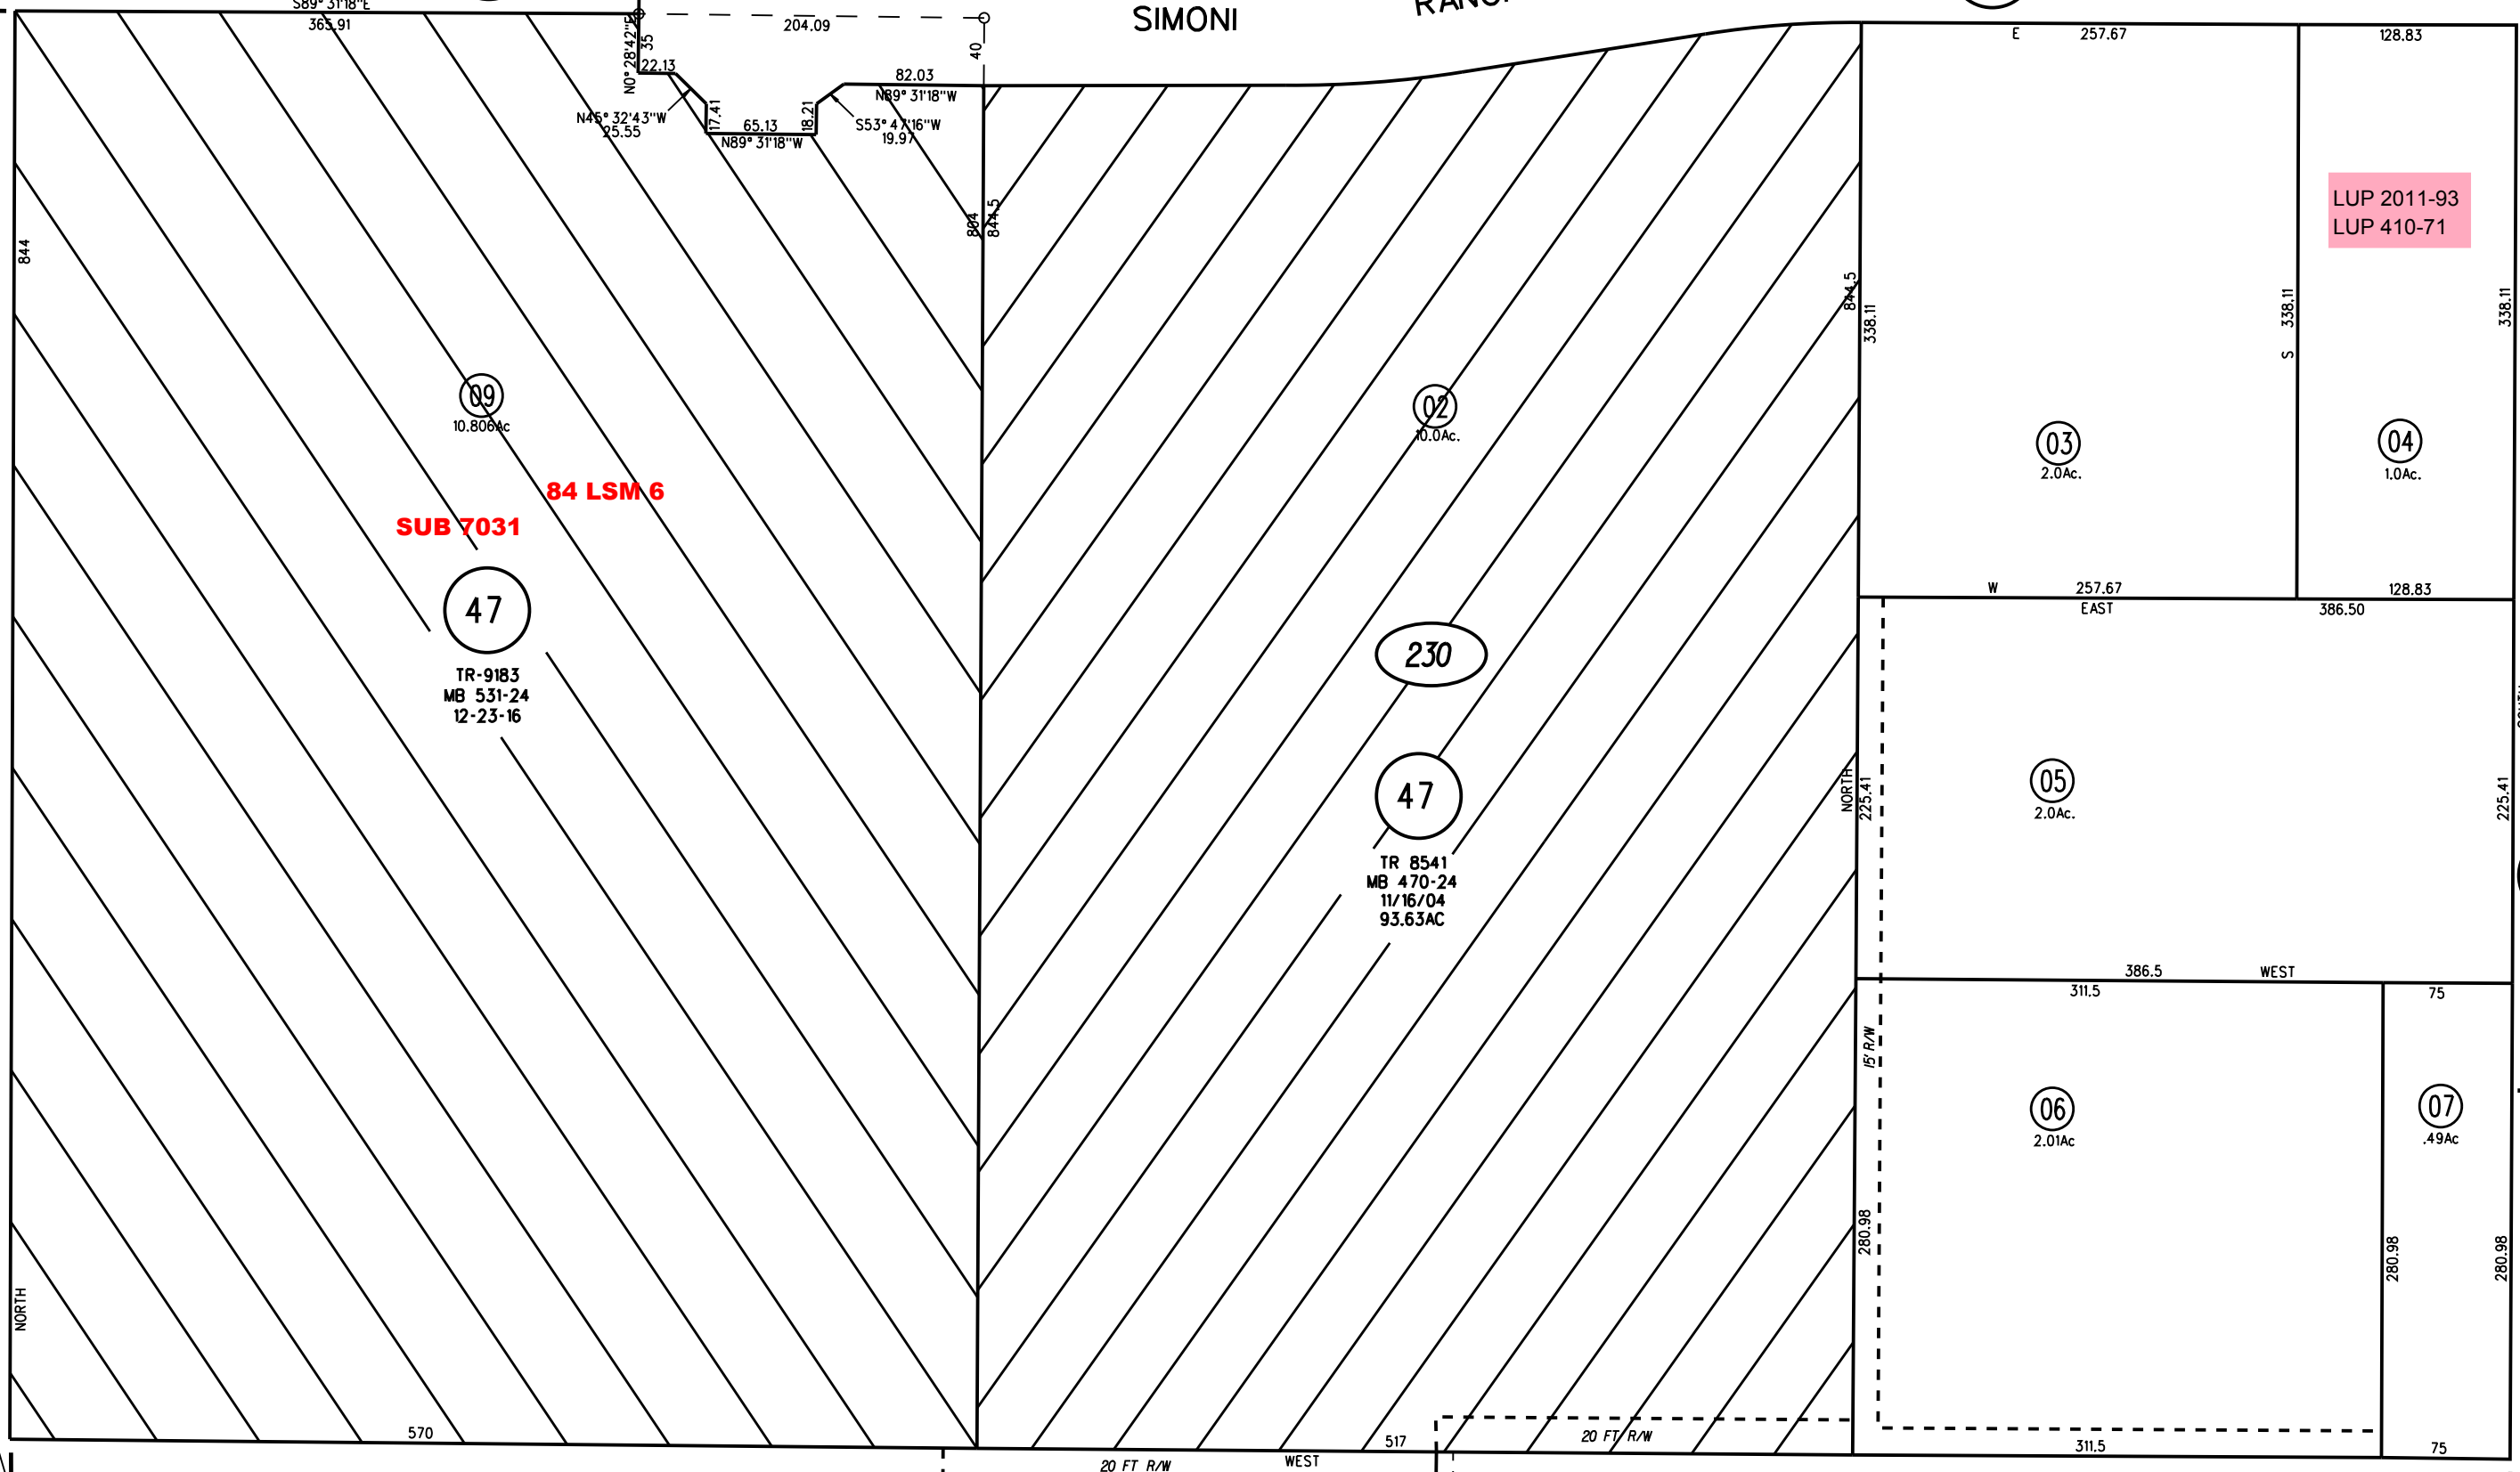 S89° 31'18"E
365.91
N0° 28'42"E
35
204.09
40
SIMONI
E
257.67
128.83
22.13
82.03
N89° 31'18"W
N45° 32'43"W
25.55
17.41
65.13
N89° 31'18"W
18.21
S53° 47'16"W
19.97
LUP 2011-93
LUP 410-71
844
804
844.5
844.5
338.11
S 338.11
338.11
09
10.806Ac
02
10.0Ac.
03
2.0Ac.
04
1.0Ac.
84 LSM 6
SUB 7031
47
TR-9183
MB 531-24
12-23-16
W
257.67
128.83
EAST
386.50
230
47
TR 8541
MB 470-24
11/16/04
93.63AC
NORTH
225.41
05
2.0Ac.
225.41
386.5
WEST
311.5
75
15' R/W
06
2.01Ac
07
.49Ac
280.98
280.98
280.98
NORTH
570
517
20 FT R/W
311.5
75
20 FT R/W
WEST